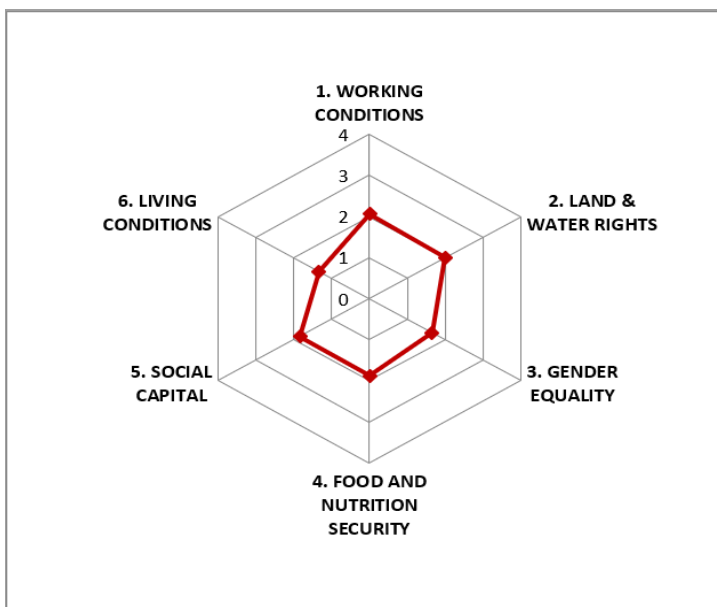 1. WORKING
CONDITIONS
4
3
2
1
0
2. LAND &
WATER RIGHTS
3. GENDER
EQUALITY
4. FOOD AND
NUTRITION
SECURITY
5. SOCIAL
CAPITAL
6. LIVING
CONDITIONS